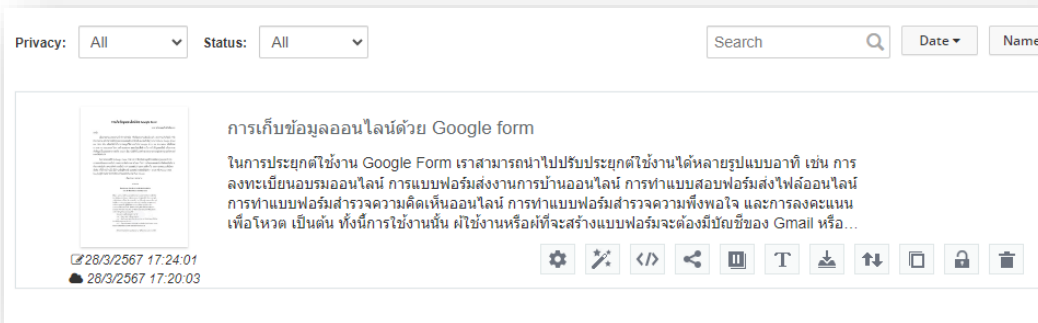 Privacy: All Status: All Search Date Name
การเก็บข้อมูลออนไลน์ด้วย Google form
ในการประยุกต์ใช้งาน Google Form เราสามารถนำไปปรับประยุกต์ใช้งานได้หลายรูปแบบอาทิ เช่น การ
ลงทะเบียนอบรมออนไลน์ การแบบฟอร์มส่งงานการบ้านออนไลน์ การทำแบบสอบฟอร์มส่งไฟล์ออนไลน์
การทำแบบฟอร์มสำรวจความคิดเห็นออนไลน์ การทำแบบฟอร์มสำรวจความพึงพอใจ และการลงคะแนน
เพื่อโหวต เป็นต้น ทั้งนี้การใช้งานนั้น ผู้ใช้งานหรือผู้ที่จะสร้างแบบฟอร์มจะต้องมีบัญชีของ Gmail หรือ…
28/3/2567 17:24:01
28/3/2567 17:20:03